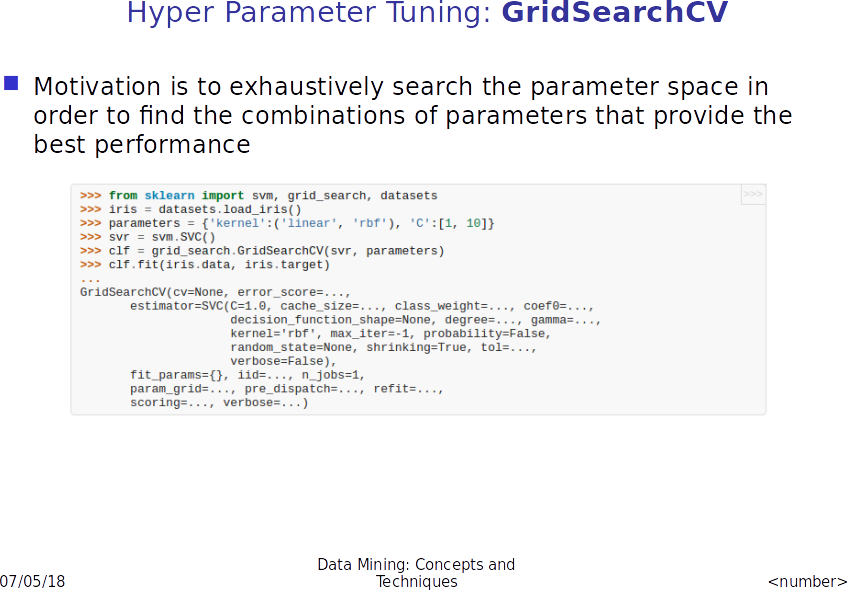 Hyper Parameter Tuning: GridSearchCV
Motivation is to exhaustively search the parameter space in
order to find the combinations of parameters that provide the
best performance
>>>
>>> from sklearn import svm, grid_search, datasets
>>> iris = datasets.load_iris()
>>> parameters = {'kernel':('linear', 'rbf'), 'C':[1, 10]}
>>> svr = svm.SVC()
>>> clf = grid_search.GridSearchCV(svr, parameters)
>>> clf.fit(iris.data, iris.target)
...
GridSearchCV(cv=None, error_score=...,
       estimator=SVC(C=1.0, cache_size=..., class_weight=..., coef0=...,
                     decision_function_shape=None, degree=..., gamma=...,
                     kernel='rbf', max_iter=-1, probability=False,
                     random_state=None, shrinking=True, tol=...,
                     verbose=False),
       fit_params={}, iid=..., n_jobs=1,
       param_grid=..., pre_dispatch=..., refit=...,
       scoring=..., verbose=...)
07/05/18
Data Mining: Concepts and
Techniques
<number>